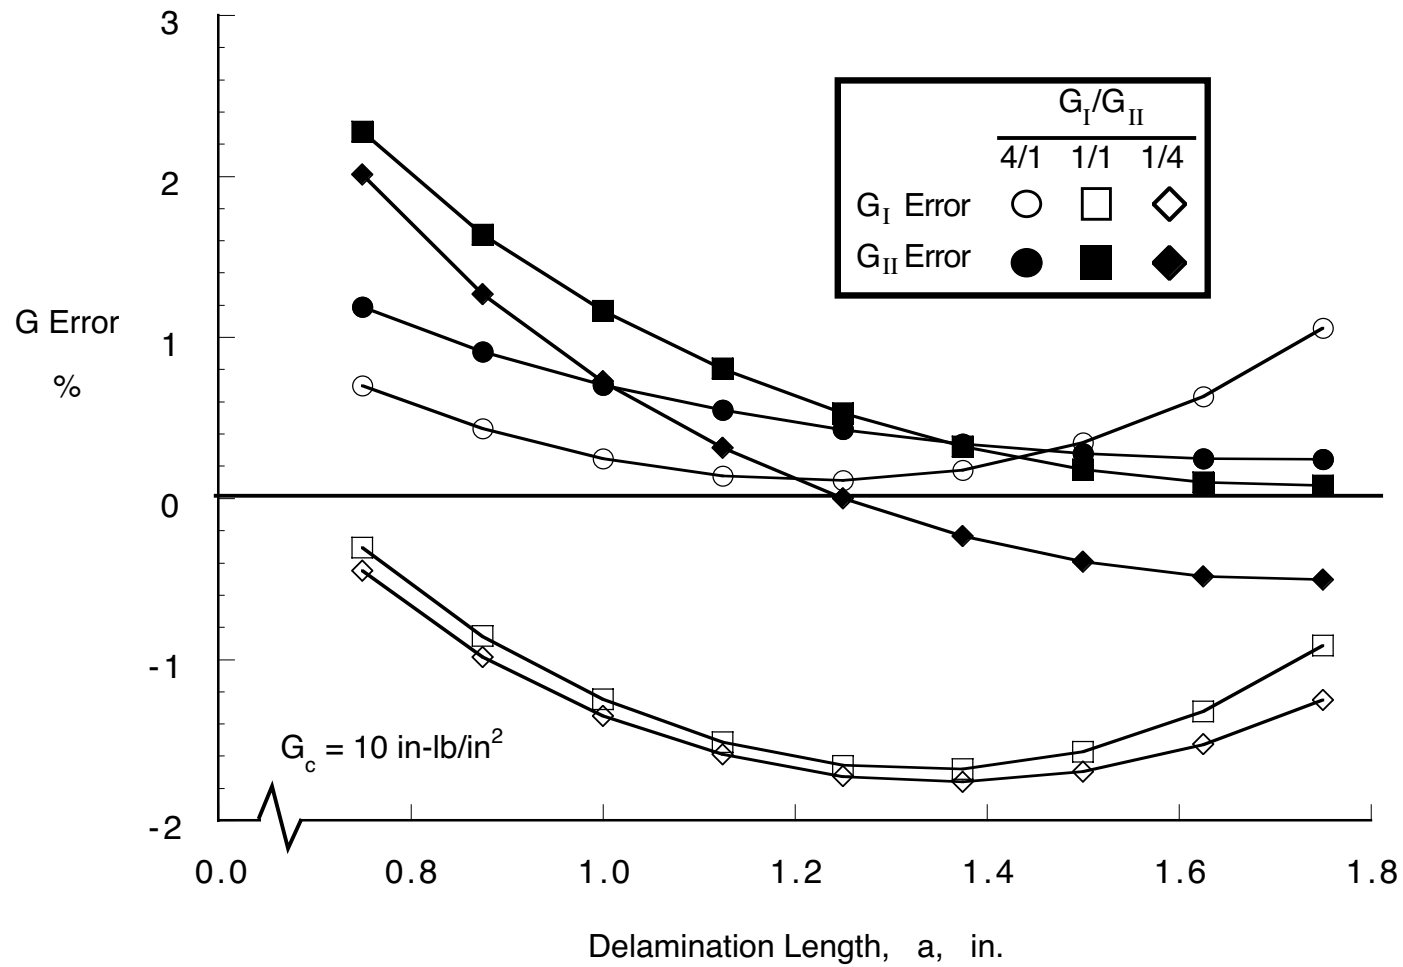 3
2
1
0
-1
-2
G Error
%
G_I/G_II
4/1 1/1 1/4
G_I Error
G_II Error
G_c = 10 in-lb/in²
0.0 0.8 1.0 1.2 1.4 1.6 1.8
Delamination Length, a, in.